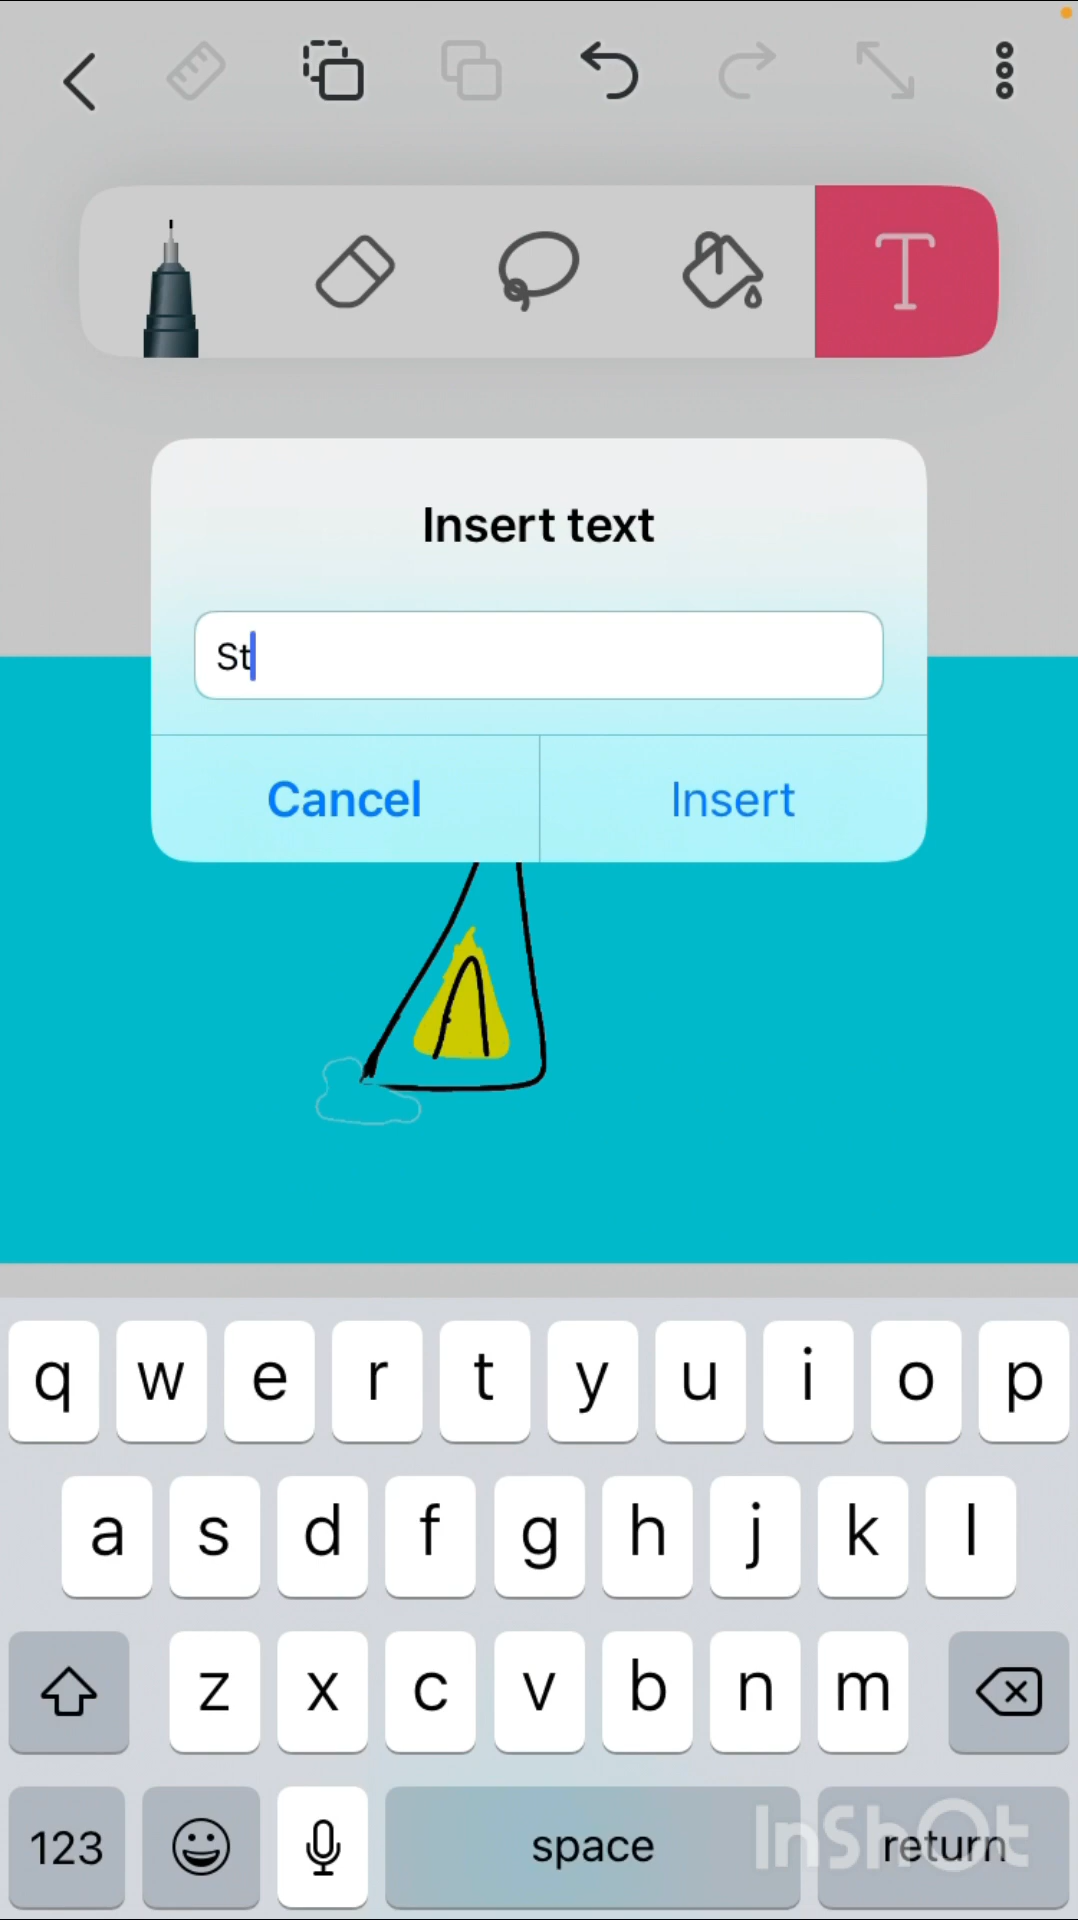 T
Insert text
St
Cancel Insert
q w e r t y u i o p
a s d f g h j k l
z x c v b n m
123 space return
InShOt